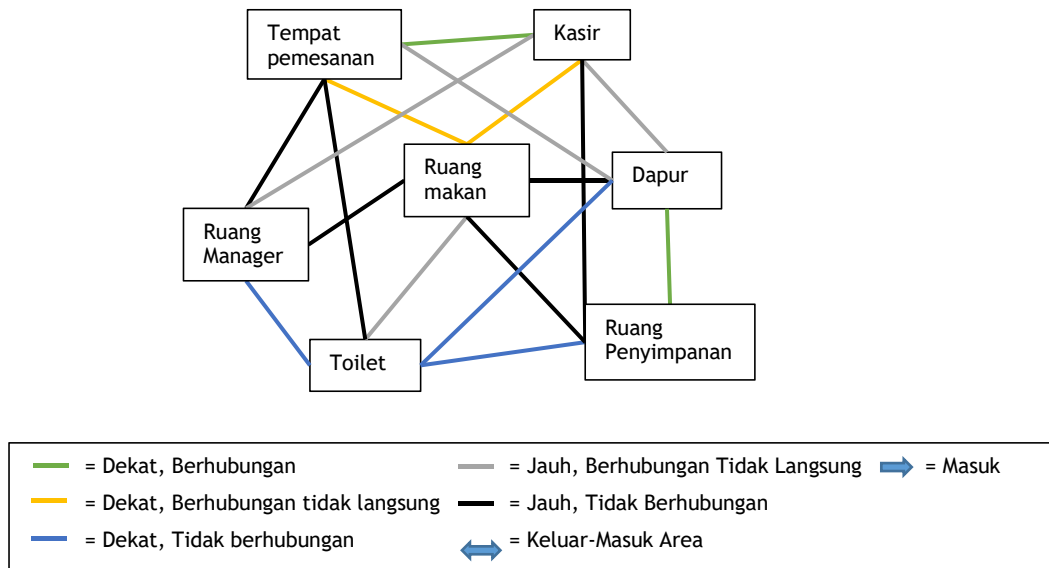 Tempat
pemesanan
Kasir
Ruang
makan
Dapur
Ruang
Manager
Ruang
Penyimpanan
Toilet
= Dekat, Berhubungan
= Jauh, Berhubungan Tidak Langsung
= Masuk
= Dekat, Berhubungan tidak langsung
= Jauh, Tidak Berhubungan
= Dekat, Tidak berhubungan
= Keluar-Masuk Area